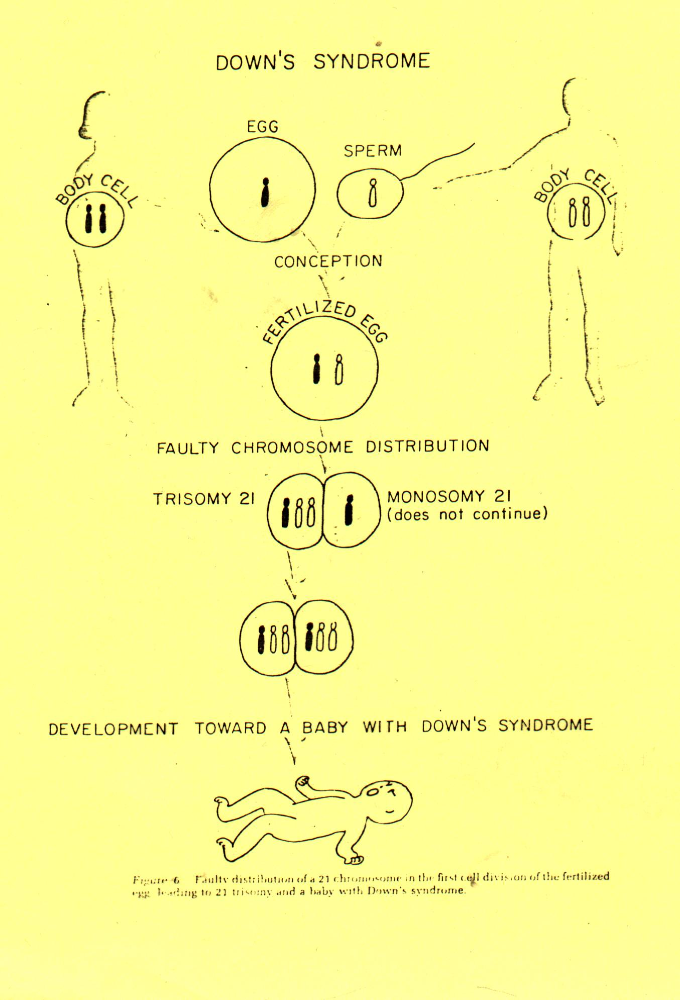 DOWN'S SYNDROME
EGG
SPERM
BODY CELL
BODY CELL
CONCEPTION
FERTILIZED EGG
FAULTY CHROMOSOME DISTRIBUTION
TRISOMY 21
MONOSOMY 21
(does not continue)
DEVELOPMENT TOWARD A BABY WITH DOWN'S SYNDROME
Figure 6 Faulty distribution of a 21 chromosome in the first cell division of the fertilized
egg leading to 21 trisomy and a baby with Down's syndrome.